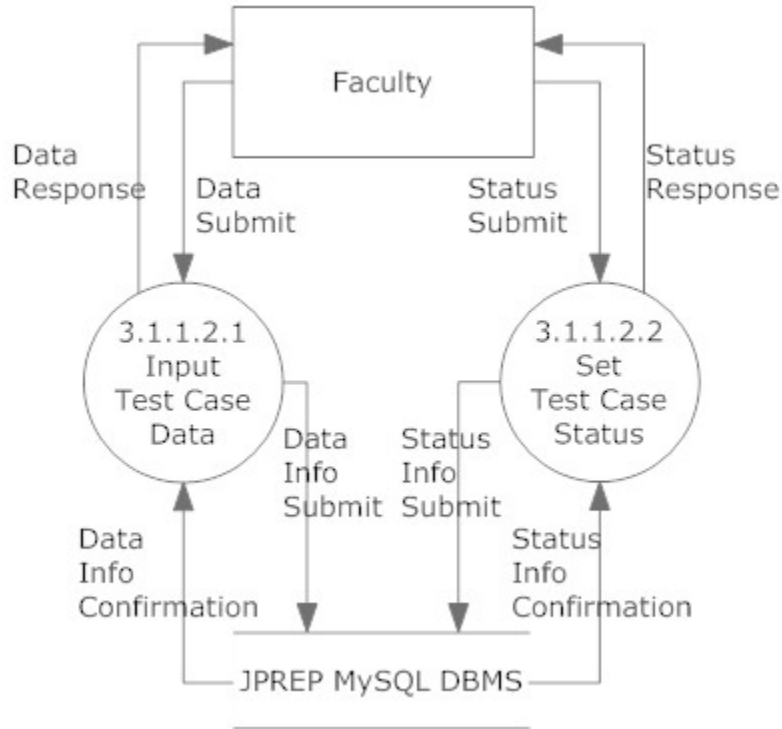 Faculty
Data
Response
Data
Submit
Status
Submit
Status
Response
3.1.1.2.1
Input
Test Case
Data
3.1.1.2.2
Set
Test Case
Status
Data
Info
Submit
Status
Info
Submit
Data
Info
Confirmation
Status
Info
Confirmation
JPREP MySQL DBMS